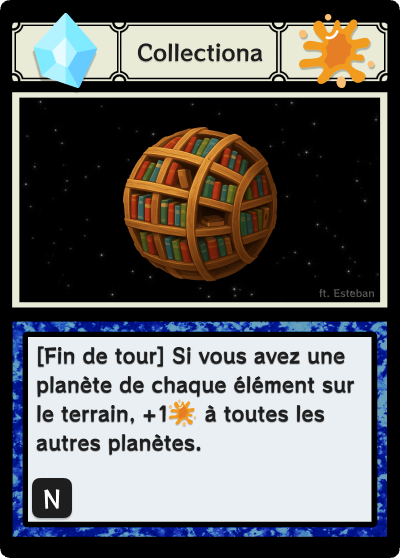 Collectiona
ft. Esteban
[Fin de tour] Si vous avez une
planète de chaque élément sur
le terrain, +1 à toutes les
autres planètes.
N